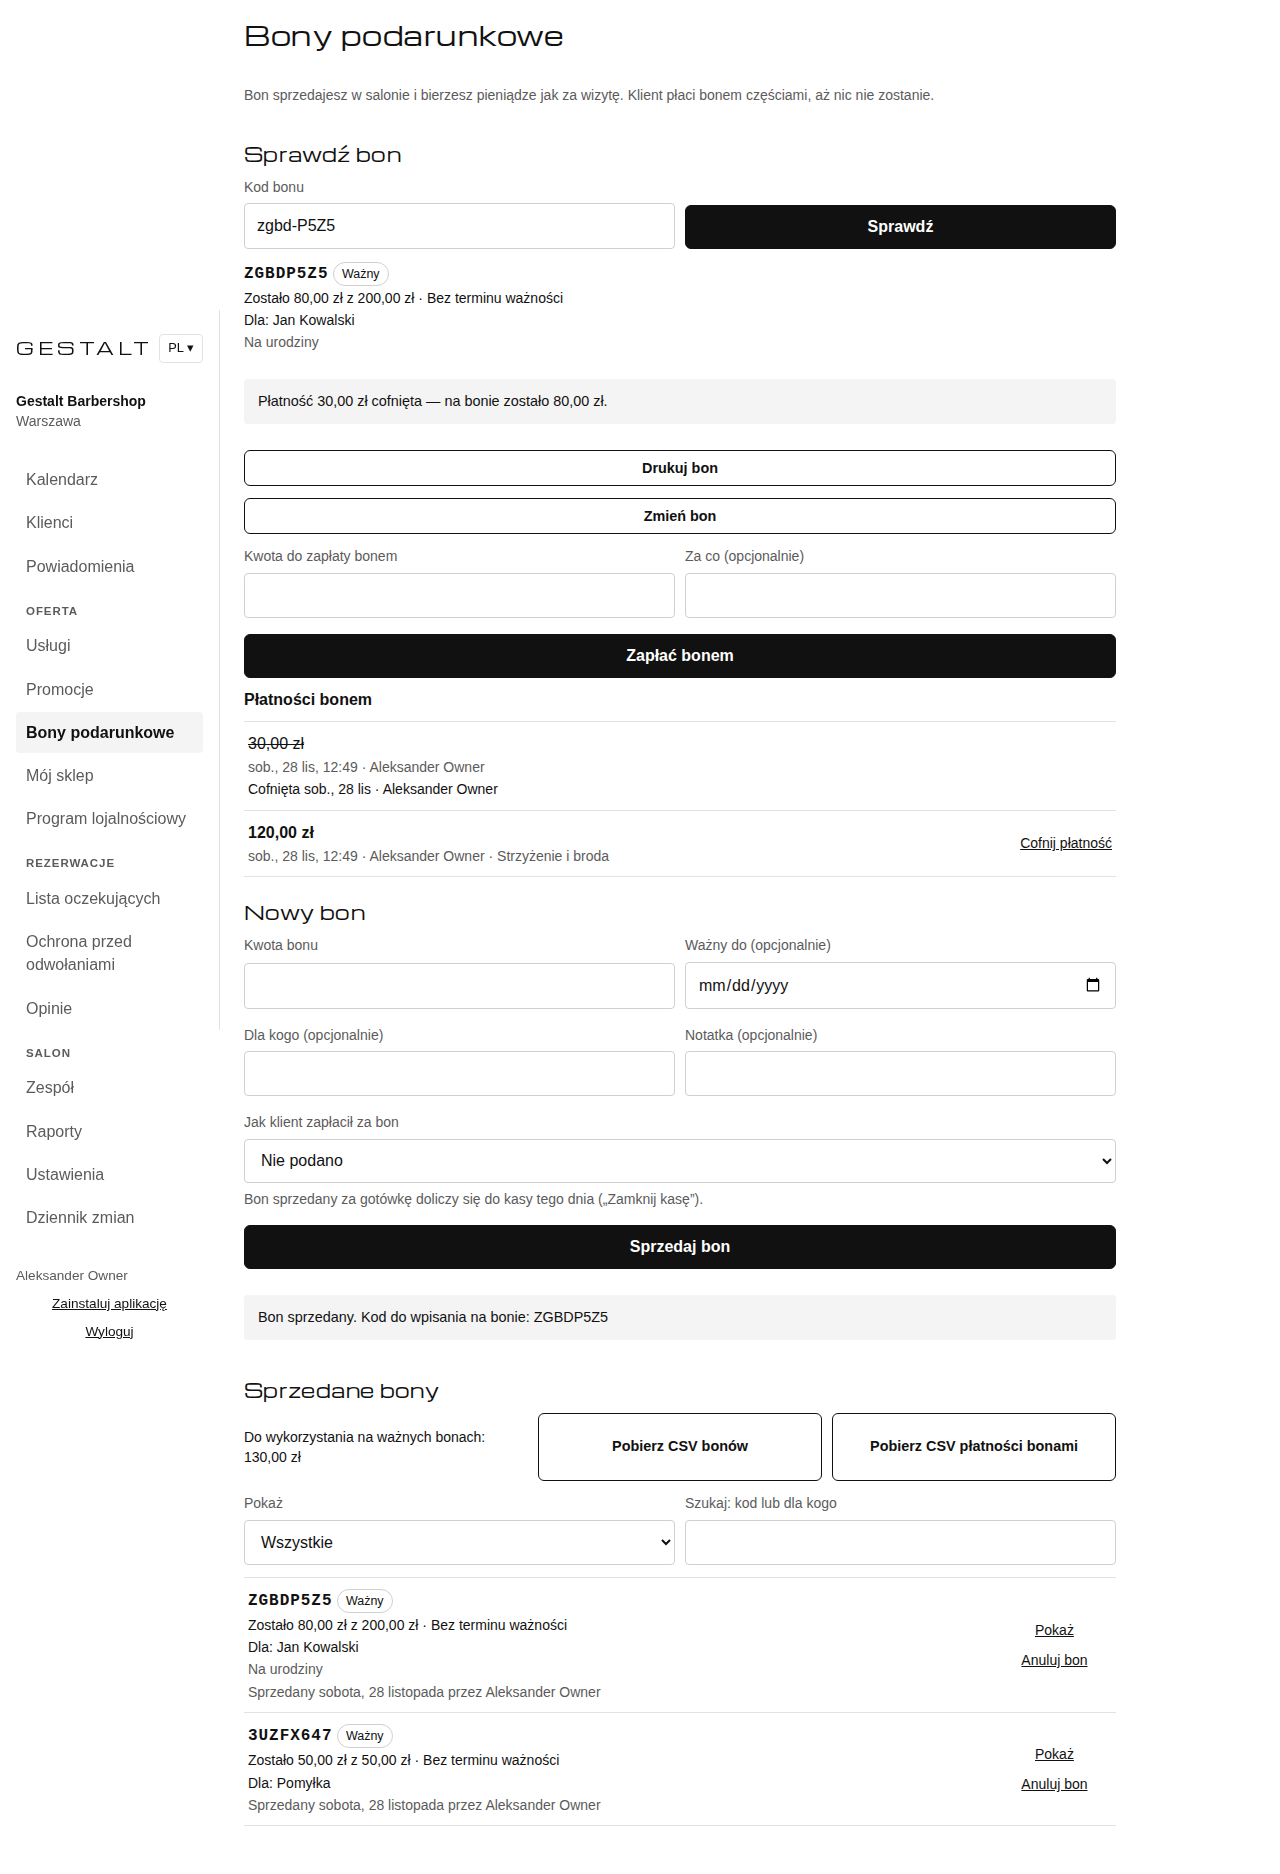 GESTALT
PL ▾
Gestalt Barbershop
Warszawa
Kalendarz
Klienci
Powiadomienia
OFERTA
Usługi
Promocje
Bony podarunkowe
Mój sklep
Program lojalnościowy
REZERWACJE
Lista oczekujących
Ochrona przed
odwołaniami
Opinie
SALON
Zespół
Raporty
Ustawienia
Dziennik zmian
Aleksander Owner
Zainstaluj aplikację
Wyloguj
Bony podarunkowe
Bon sprzedajesz w salonie i bierzesz pieniądze jak za wizytę. Klient płaci bonem częściami, aż nic nie zostanie.
Sprawdź bon
Kod bonu
zgbd-P5Z5
Sprawdź
ZGBDP5Z5 Ważny
Zostało 80,00 zł z 200,00 zł · Bez terminu ważności
Dla: Jan Kowalski
Na urodziny
Płatność 30,00 zł cofnięta — na bonie zostało 80,00 zł.
Drukuj bon
Zmień bon
Kwota do zapłaty bonem
Za co (opcjonalnie)
Zapłać bonem
Płatności bonem
30,00 zł
sob., 28 lis, 12:49 · Aleksander Owner
Cofnięta sob., 28 lis · Aleksander Owner
120,00 zł
sob., 28 lis, 12:49 · Aleksander Owner · Strzyżenie i broda
Cofnij płatność
Nowy bon
Kwota bonu
Ważny do (opcjonalnie)
mm/dd/yyyy
Dla kogo (opcjonalnie)
Notatka (opcjonalnie)
Jak klient zapłacił za bon
Nie podano
Bon sprzedany za gotówkę doliczy się do kasy tego dnia („Zamknij kasę”).
Sprzedaj bon
Bon sprzedany. Kod do wpisania na bonie: ZGBDP5Z5
Sprzedane bony
Do wykorzystania na ważnych bonach:
130,00 zł
Pobierz CSV bonów
Pobierz CSV płatności bonami
Pokaż
Szukaj: kod lub dla kogo
Wszystkie
ZGBDP5Z5 Ważny
Zostało 80,00 zł z 200,00 zł · Bez terminu ważności
Dla: Jan Kowalski
Na urodziny
Sprzedany sobota, 28 listopada przez Aleksander Owner
Pokaż
Anuluj bon
3UZFX647 Ważny
Zostało 50,00 zł z 50,00 zł · Bez terminu ważności
Dla: Pomyłka
Sprzedany sobota, 28 listopada przez Aleksander Owner
Pokaż
Anuluj bon